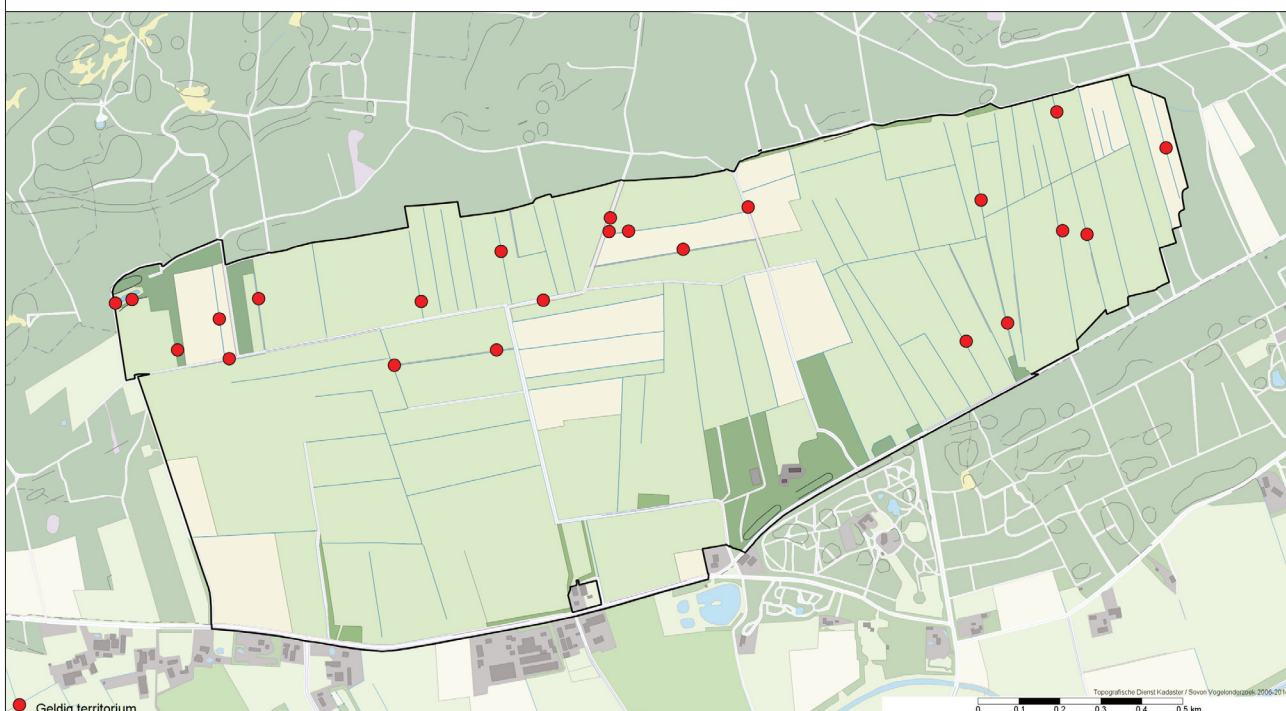 Topografische Dienst Kadaster / Sovon Vogelonderzoek 2006-201
Geldig territorium
0 0.1 0.2 0.3 0.4 0.5 km